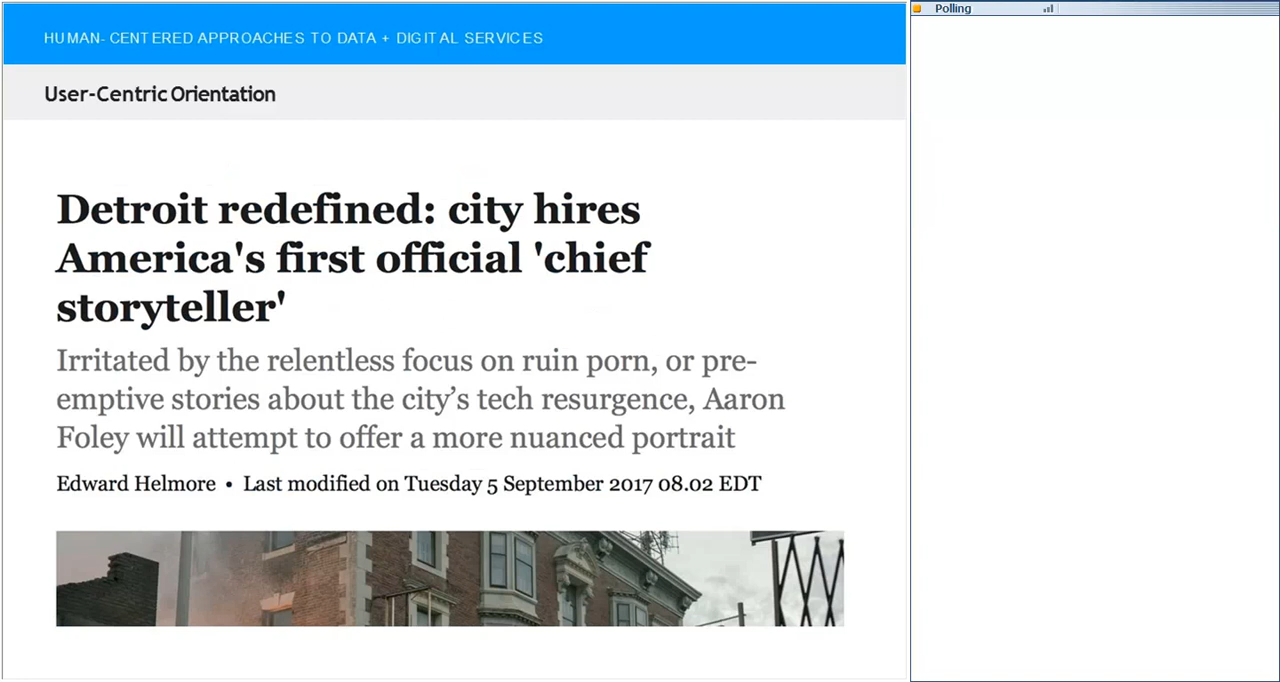 HUMAN-CENTERED APPROACHES TO DATA + DIGITAL SERVICES
User-Centric Orientation
Detroit redefined: city hires
America's first official 'chief
storyteller'
Irritated by the relentless focus on ruin porn, or pre-
emptive stories about the city’s tech resurgence, Aaron
Foley will attempt to offer a more nuanced portrait
Edward Helmore • Last modified on Tuesday 5 September 2017 08.02 EDT
Polling